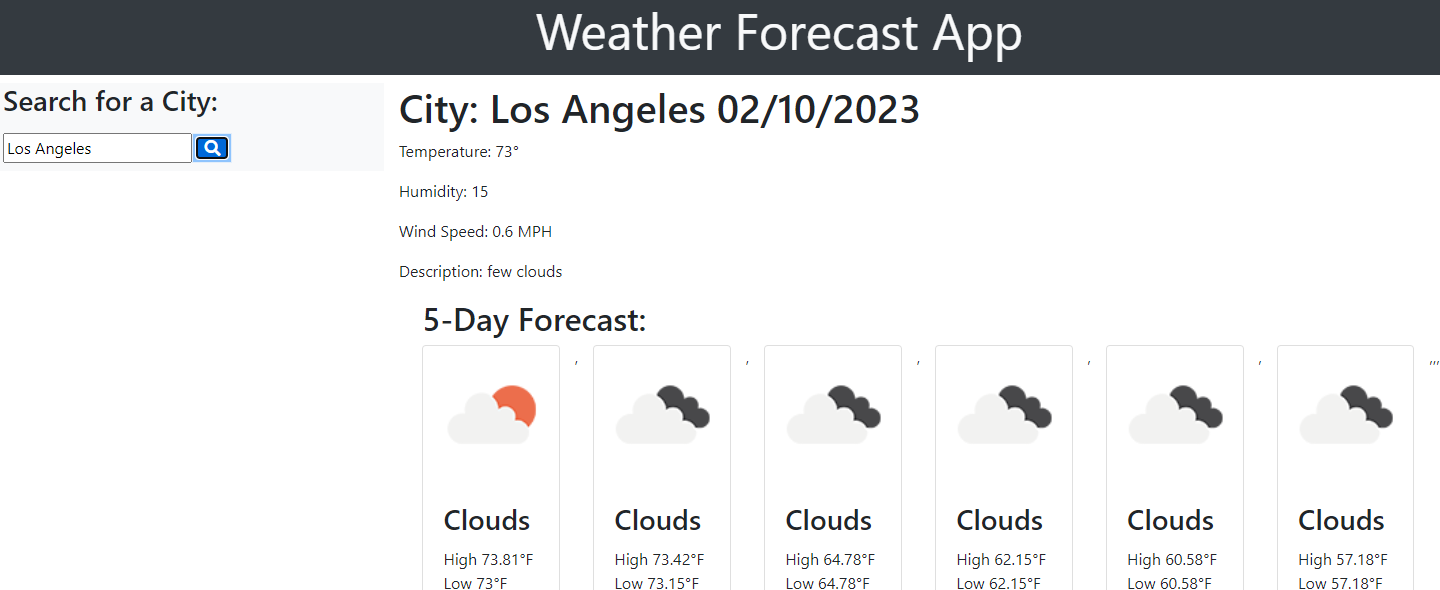 Weather Forecast App
Search for a City:
Los Angeles
City: Los Angeles 02/10/2023
Temperature: 73°
Humidity: 15
Wind Speed: 0.6 MPH
Description: few clouds
5-Day Forecast:
, , , , , ,,,
Clouds Clouds Clouds Clouds Clouds Clouds
High 73.81°F High 73.42°F High 64.78°F High 62.15°F High 60.58°F High 57.18°F
Low 73°F Low 73.15°F Low 64.78°F Low 62.15°F Low 60.58°F Low 57.18°F